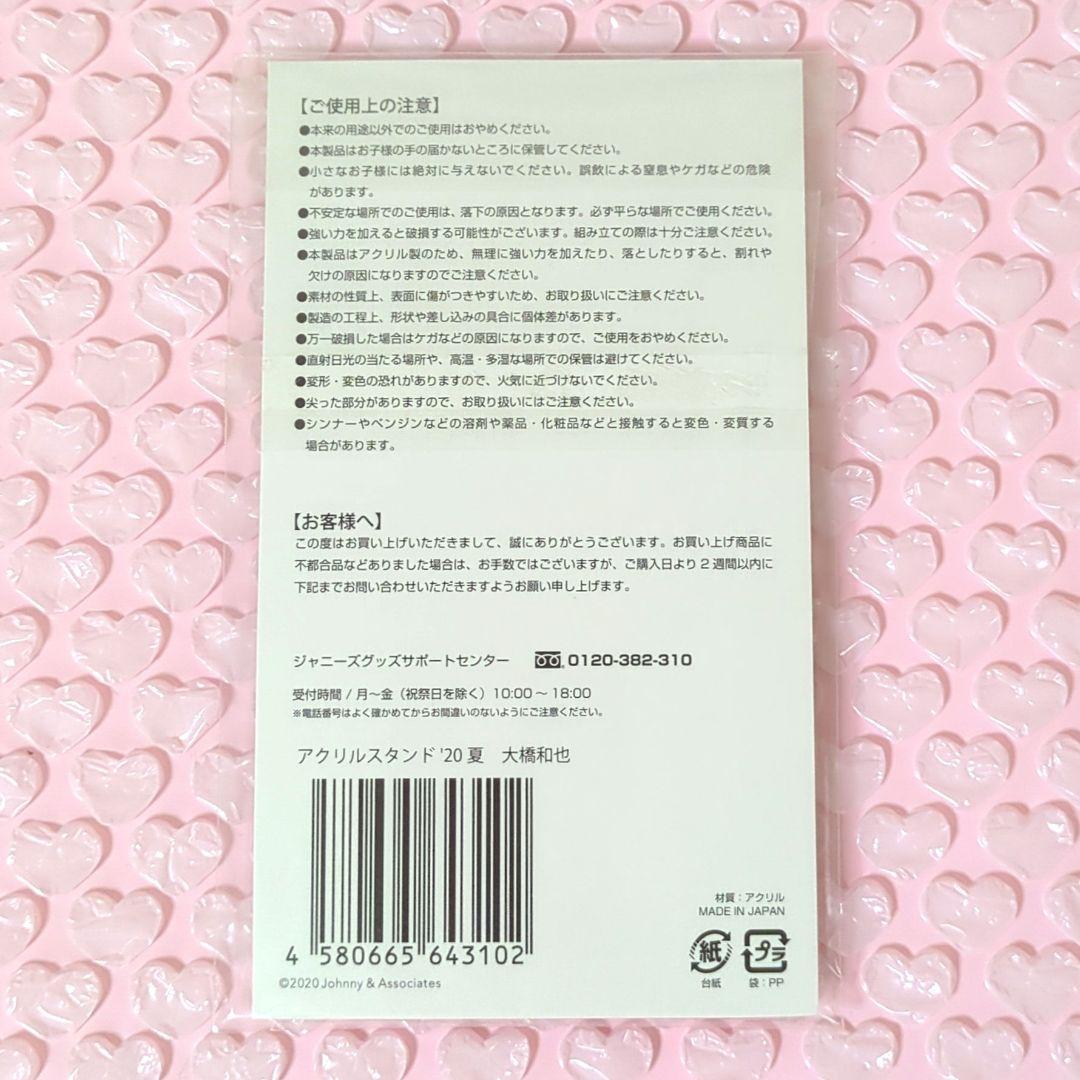 【ご使用上の注意】
●本来の用途以外でのご使用はおやめください。
●本製品はお子様の手の届かないところに保管してください。
●小さなお子様には絶対に与えないでください。誤飲による窒息やケガなどの危険
があります。
●不安定な場所でのご使用は、落下の原因となります。必ず平らな場所でご使用ください。
●強い力を加えると破損する可能性がございます。組み立ての際は十分ご注意ください。
●本製品はアクリル製のため、無理に強い力を加えたり、落としたりすると、割れや
欠けの原因になりますのでご注意ください。
●素材の性質上、表面に傷がつきやすいため、お取り扱いにご注意ください。
●製造の工程上、形状や差し込みの具合に個体差があります。
●万一破損した場合はケガなどの原因になりますので、ご使用をおやめください。
●直射日光の当たる場所や、高温・多湿な場所での保管は避けてください。
●変形・変色の恐れがありますので、火気に近づけないでください。
●尖った部分がありますので、お取り扱いにはご注意ください。
●シンナーやベンジンなどの溶剤や薬品・化粧品などと接触すると変色・変質する
場合があります。
【お客様へ】
この度はお買い上げいただきまして、誠にありがとうございます。お買い上げ商品に
不都合品などありました場合は、お手数ではございますが、ご購入日より2週間以内に
下記までお問い合わせいただきますようお願い申し上げます。
ジャニーズグッズサポートセンター 0120-382-310
受付時間 / 月〜金（祝祭日を除く）10:00 〜 18:00
※電話番号はよく確かめてからお間違いのないようにご注意ください。
アクリルスタンド '20 夏 大橋和也
4 580665 643102
©2020 Johnny & Associates
材質：アクリル
MADE IN JAPAN
紙 プラ
台紙 袋：PP